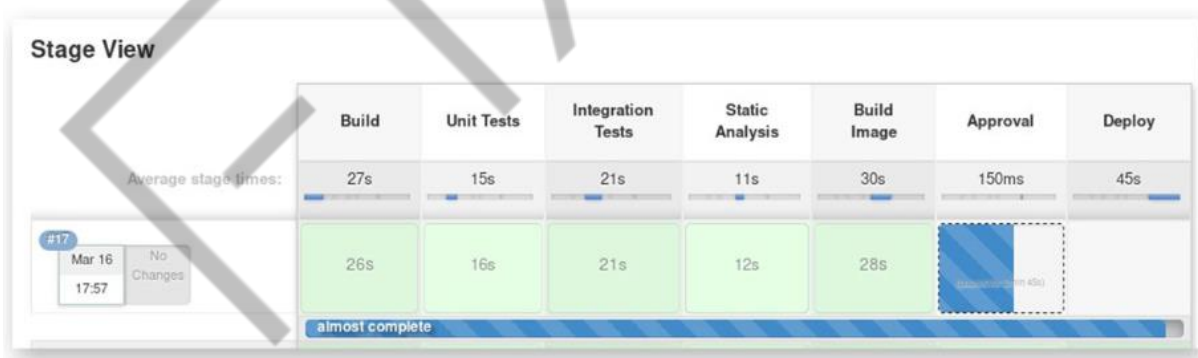 Stage View
Build
Unit Tests
Integration
Tests
Static
Analysis
Build
Image
Approval
Deploy
Average stage times:
27s
15s
21s
11s
30s
150ms
45s
#17
Mar 16
17:57
No
Changes
26s
16s
21s
12s
28s
almost complete